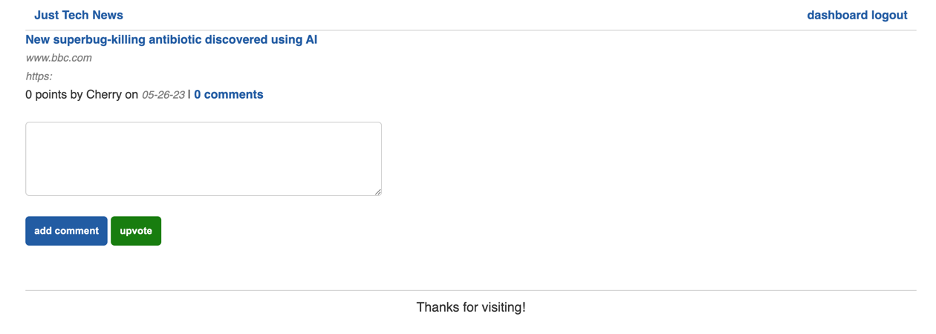 Just Tech News dashboard logout
New superbug-killing antibiotic discovered using AI
www.bbc.com
https:
0 points by Cherry on 05-26-23 | 0 comments
add comment upvote
Thanks for visiting!